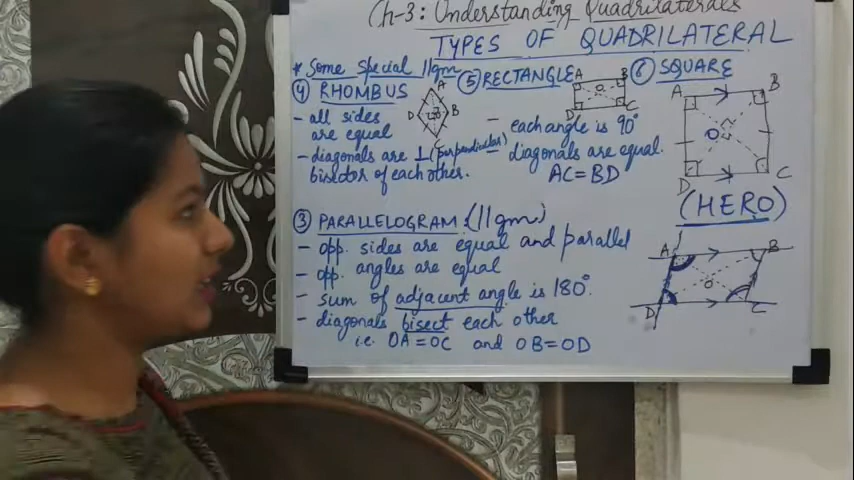 Ch-3: Understanding Quadrilaterals
TYPES OF QUADRILATERAL
* Some Special ||gm
④ RHOMBUS
- all sides are equal
- diagonals are ⊥ (perpendicular) bisector of each other.
A
B
C
D
⑤ RECTANGLE
A B
D C
O
- each angle is 90°
- diagonals are equal.
AC = BD
⑥ SQUARE
A B
O
D C
(HERO)
③ PARALLELOGRAM: (||gm)
- opp. sides are equal and parallel
- opp. angles are equal
- sum of adjacent angle is 180°.
- diagonals bisect each other
i.e. OA = OC and OB = OD
A B
O
D C